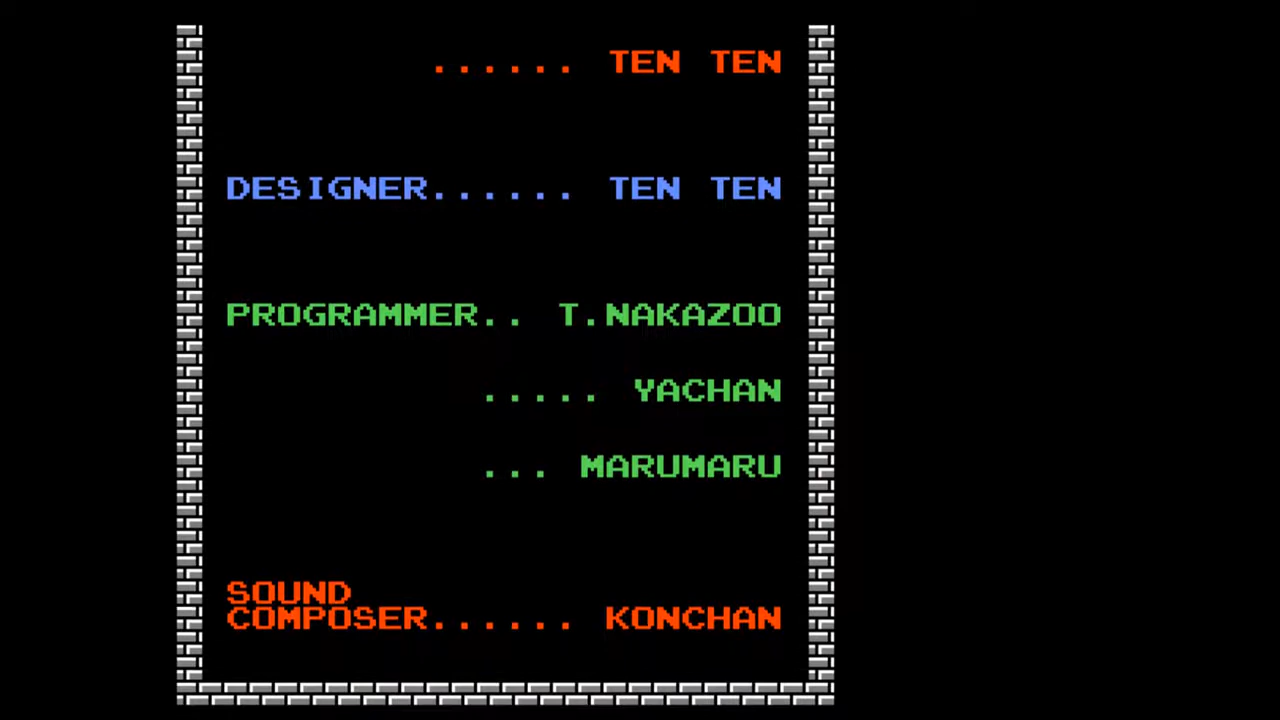 ...... TEN TEN
DESIGNER...... TEN TEN
PROGRAMMER.. T.NAKAZOO
..... YACHAN
... MARUMARU
SOUND
COMPOSER...... KONCHAN